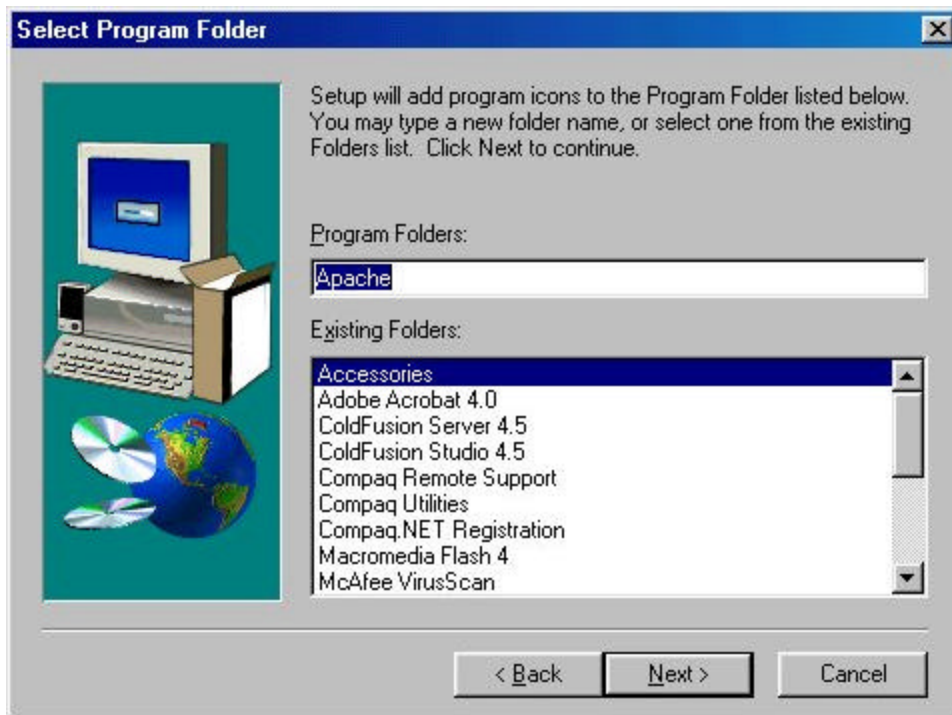 Select Program Folder
Setup will add program icons to the Program Folder listed below.
You may type a new folder name, or select one from the existing
Folders list.  Click Next to continue.
Program Folders:
Apache
Existing Folders:
Accessories
Adobe Acrobat 4.0
ColdFusion Server 4.5
ColdFusion Studio 4.5
Compaq Remote Support
Compaq Utilities
Compaq.NET Registration
Macromedia Flash 4
McAfee VirusScan
< Back
Next >
Cancel